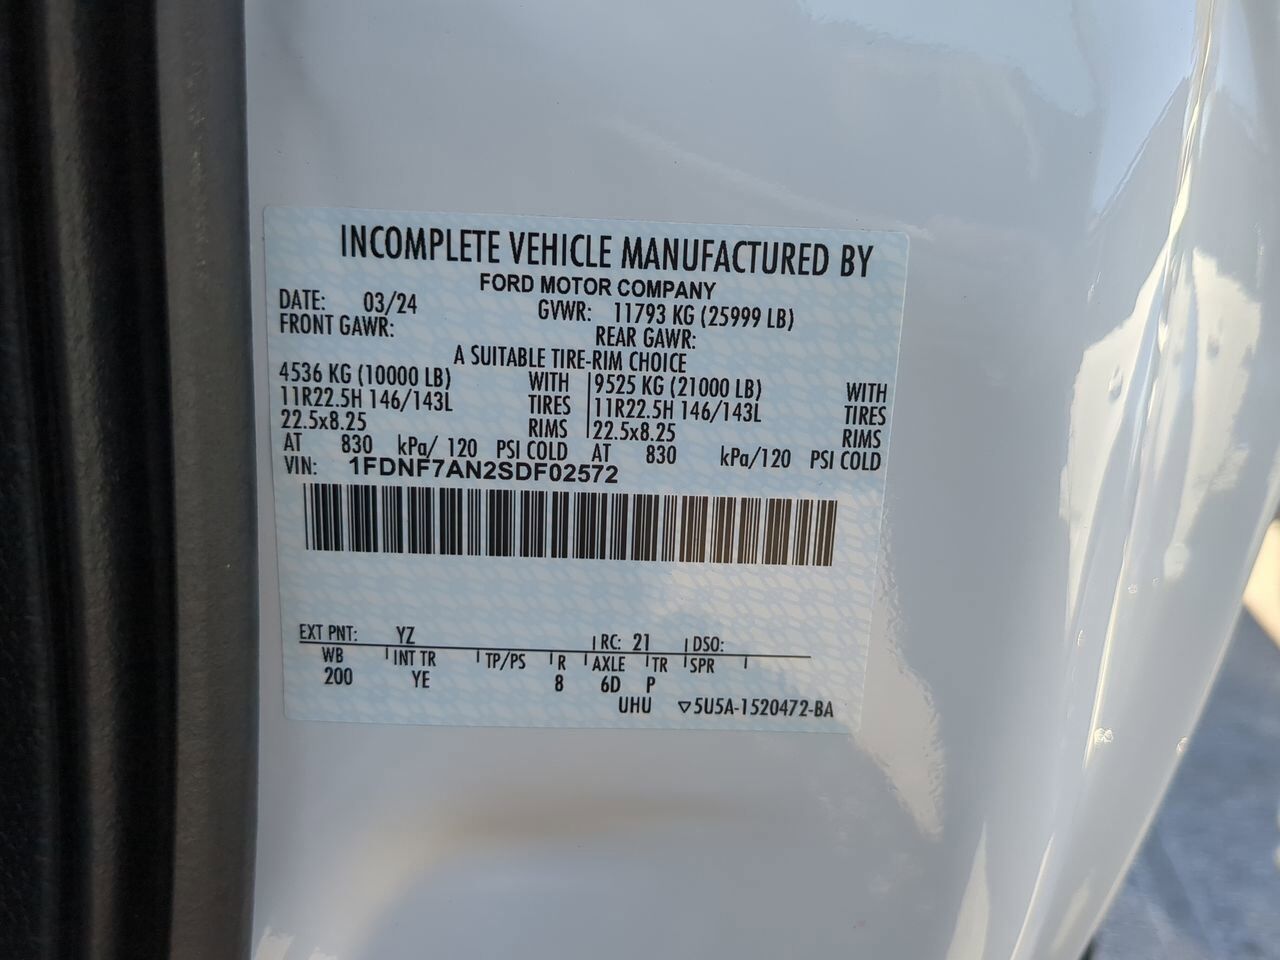 INCOMPLETE VEHICLE MANUFACTURED BY
FORD MOTOR COMPANY
DATE: 03/24 GVWR: 11793 KG (25999 LB)
FRONT GAWR: REAR GAWR:
A SUITABLE TIRE-RIM CHOICE
4536 KG (10000 LB) WITH 9525 KG (21000 LB) WITH
11R22.5H 146/143L TIRES 11R22.5H 146/143L TIRES
22.5x8.25 RIMS 22.5x8.25 RIMS
AT 830 kPa/ 120 PSI COLD AT 830 kPa/120 PSI COLD
VIN: 1FDNF7AN2SDF02572
EXT PNT: YZ RC: 21 DSO:
WB INT TR TP/PS R AXLE TR SPR
200 YE 8 6D P
UHU ▽5U5A-1520472-BA